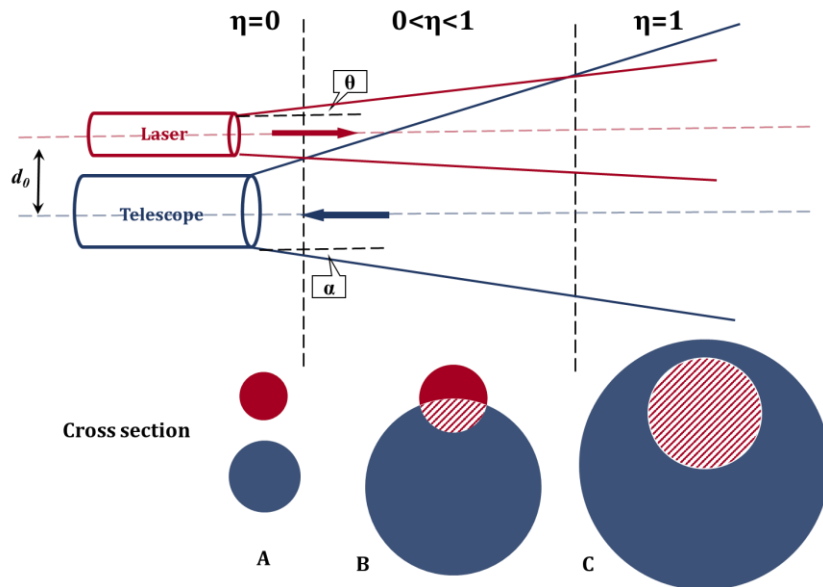 η=0
0<η<1
η=1
θ
Laser
d₀
Telescope
α
Cross section
A
B
C